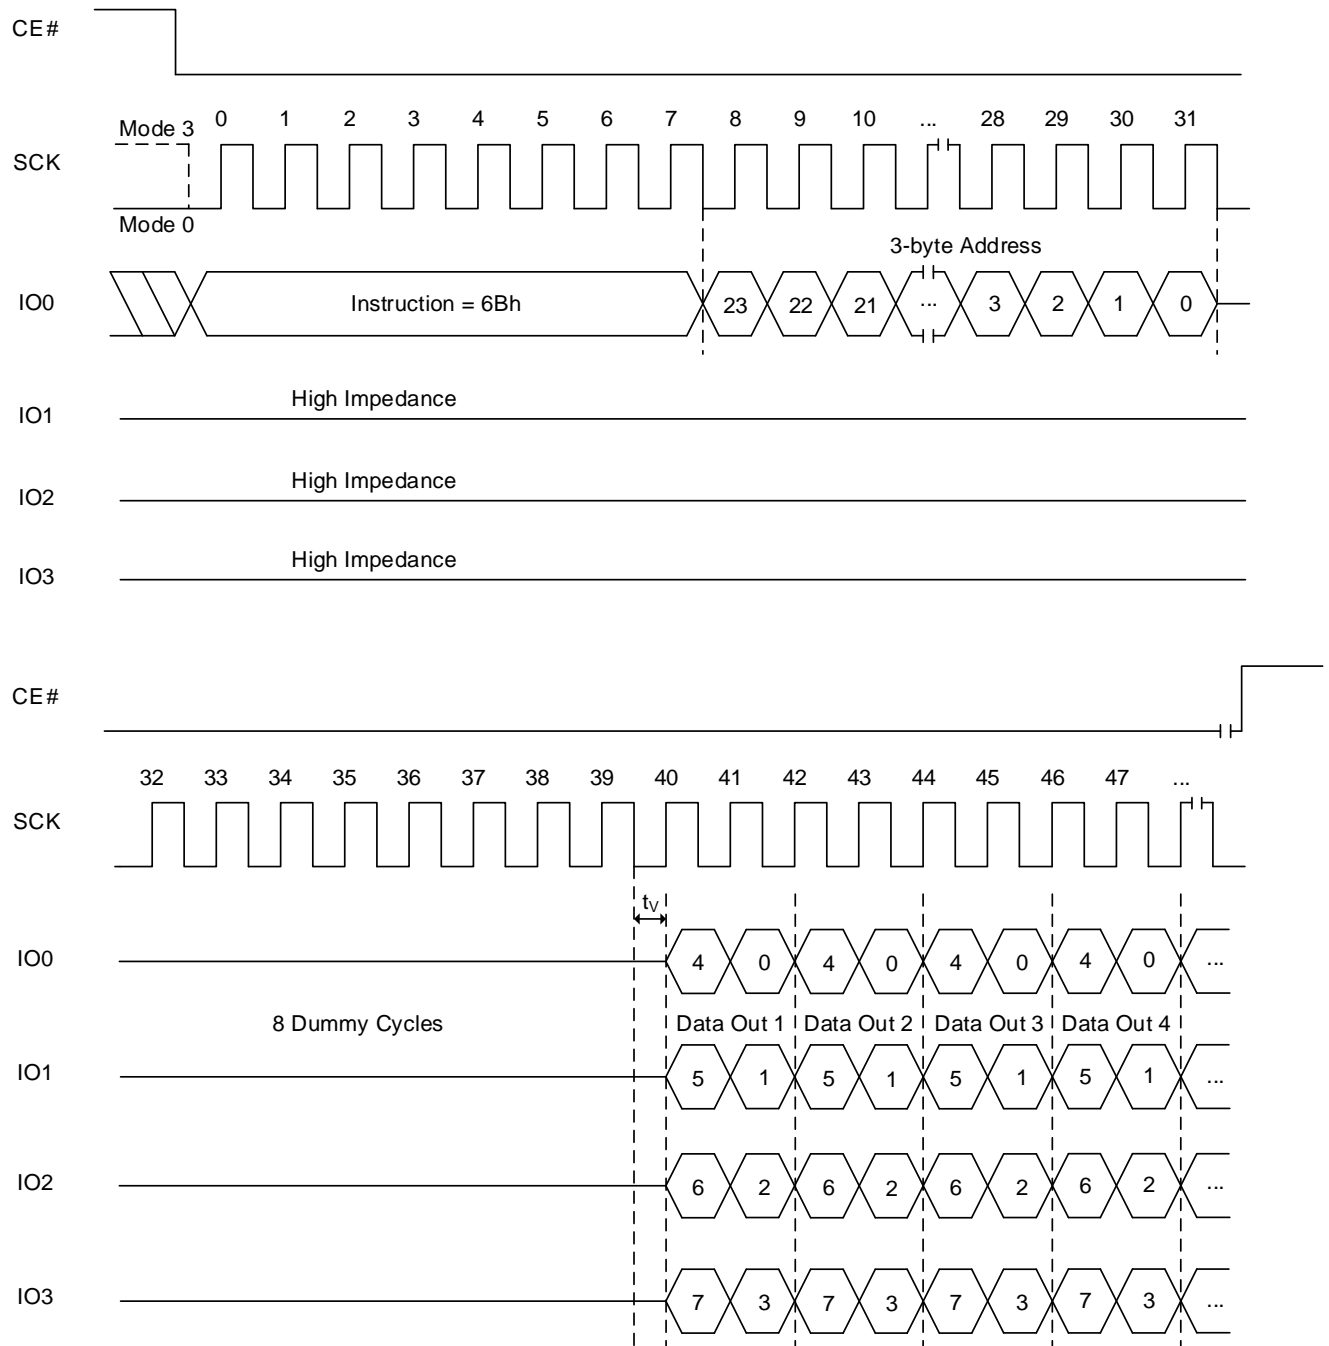 CE#
Mode 3 0 1 2 3 4 5 6 7 8 9 10 ... 28 29 30 31
SCK
Mode 0
3-byte Address
IO0 Instruction = 6Bh 23 22 21 ... 3 2 1 0
High Impedance
IO1
High Impedance
IO2
High Impedance
IO3
CE#
32 33 34 35 36 37 38 39 40 41 42 43 44 45 46 47 ...
SCK
tV
IO0 4 0 4 0 4 0 4 0 ...
8 Dummy Cycles Data Out 1 Data Out 2 Data Out 3 Data Out 4
IO1 5 1 5 1 5 1 5 1 ...
IO2 6 2 6 2 6 2 6 2 ...
IO3 7 3 7 3 7 3 7 3 ...